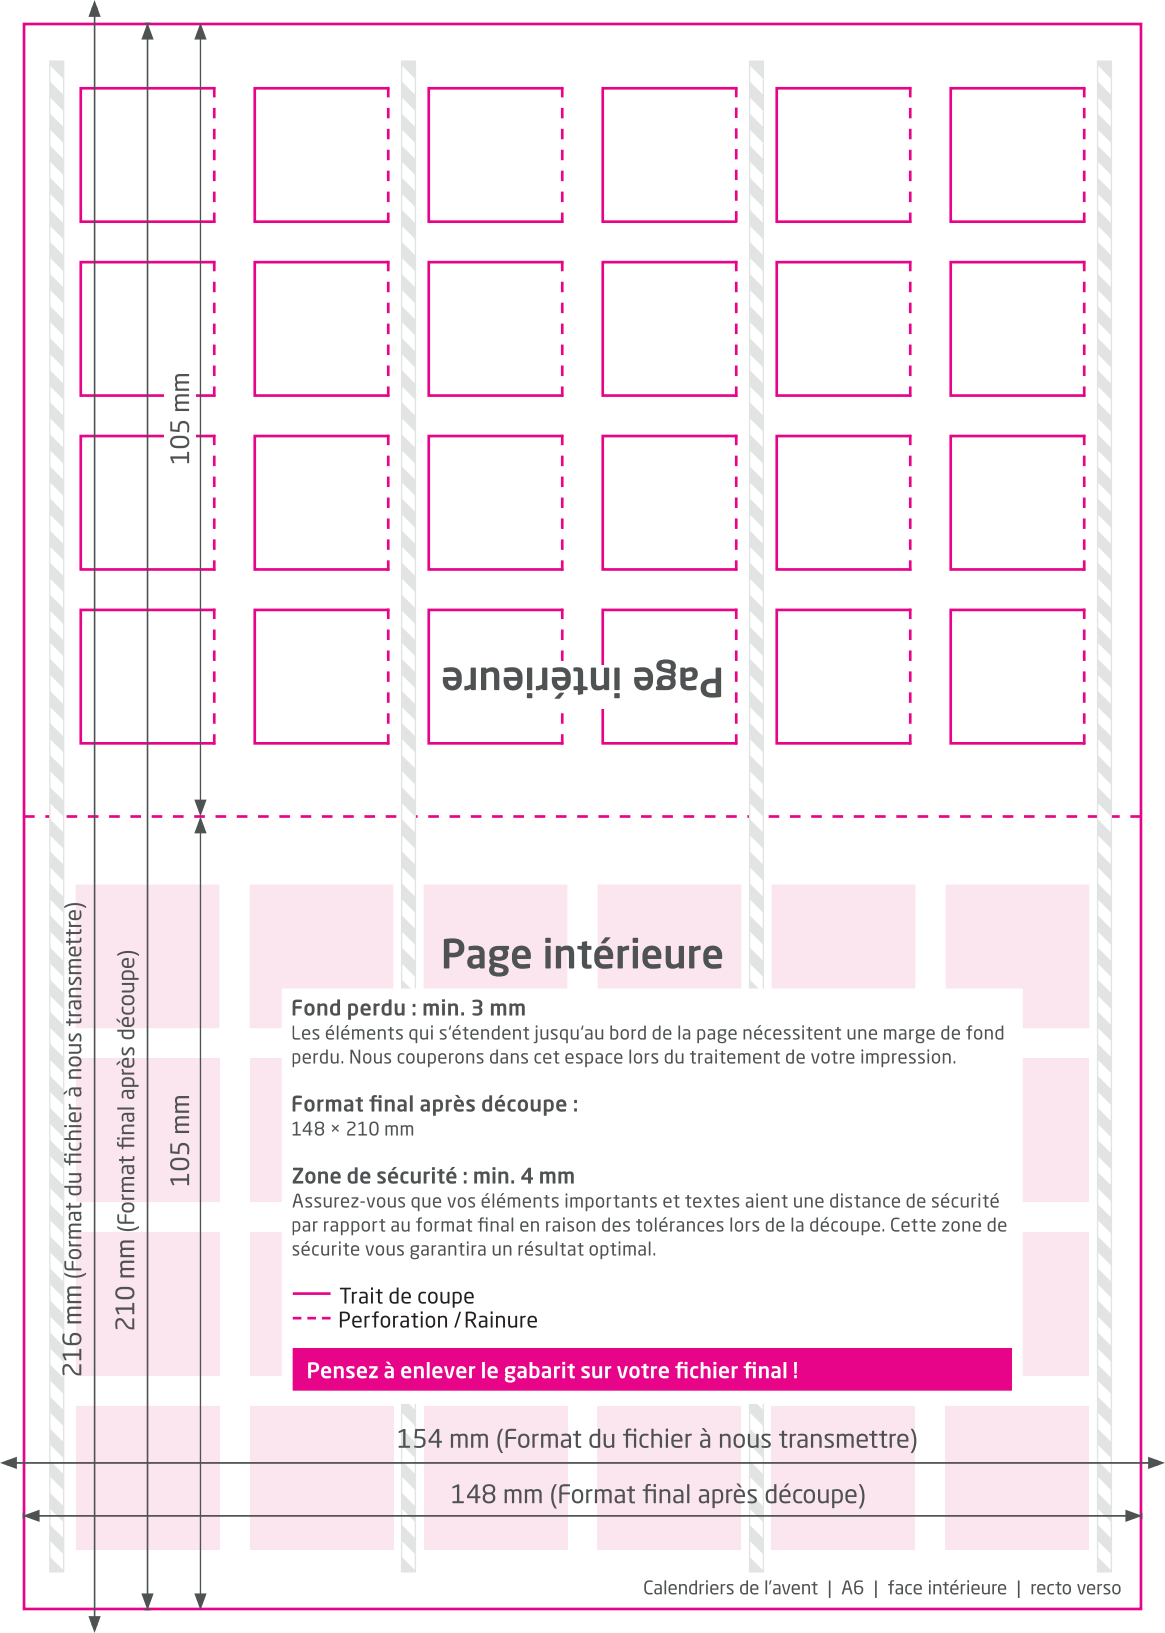 105 mm
Page intérieure
Page intérieure
216 mm (Format du fichier à nous transmettre)
210 mm (Format final après découpe)
105 mm
Fond perdu : min. 3 mm
Les éléments qui s‘étendent jusqu‘au bord de la page nécessitent une marge de fond
perdu. Nous couperons dans cet espace lors du traitement de votre impression.
Format final après découpe :
148 × 210 mm
Zone de sécurité : min. 4 mm
Assurez-vous que vos éléments importants et textes aient une distance de sécurité
par rapport au format final en raison des tolérances lors de la découpe. Cette zone de
sécurite vous garantira un résultat optimal.
Trait de coupe
Perforation / Rainure
Pensez à enlever le gabarit sur votre fichier final !
154 mm (Format du fichier à nous transmettre)
148 mm (Format final après découpe)
Calendriers de l’avent | A6 | face intérieure | recto verso